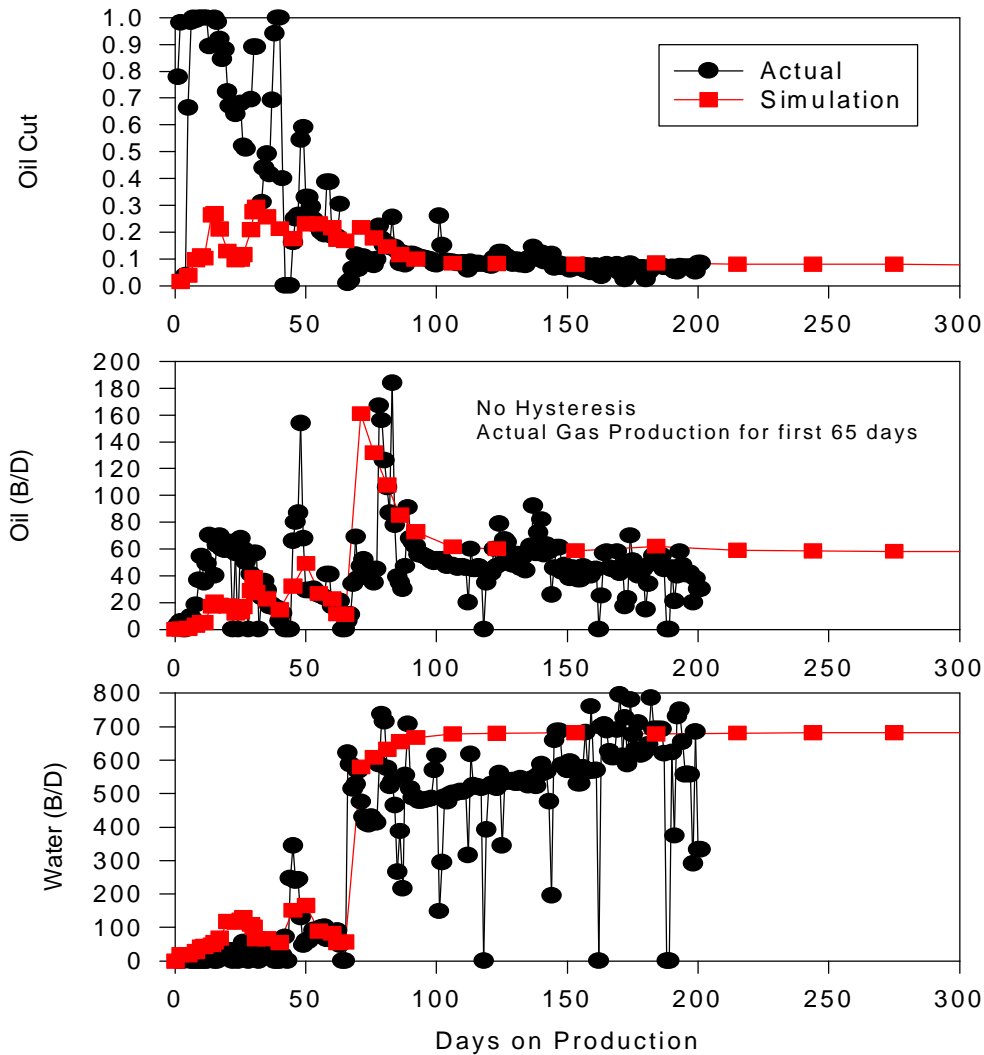 1.0
0.9
0.8
0.7
0.6
0.5
0.4
0.3
0.2
0.1
0.0
Oil Cut
Actual
Simulation
0 50 100 150 200 250 300
200
180
160
140
120
100
80
60
40
20
0
Oil (B/D)
No Hysteresis
Actual Gas Production for first 65 days
0 50 100 150 200 250 300
800
700
600
500
400
300
200
100
0
Water (B/D)
0 50 100 150 200 250 300
Days on Production